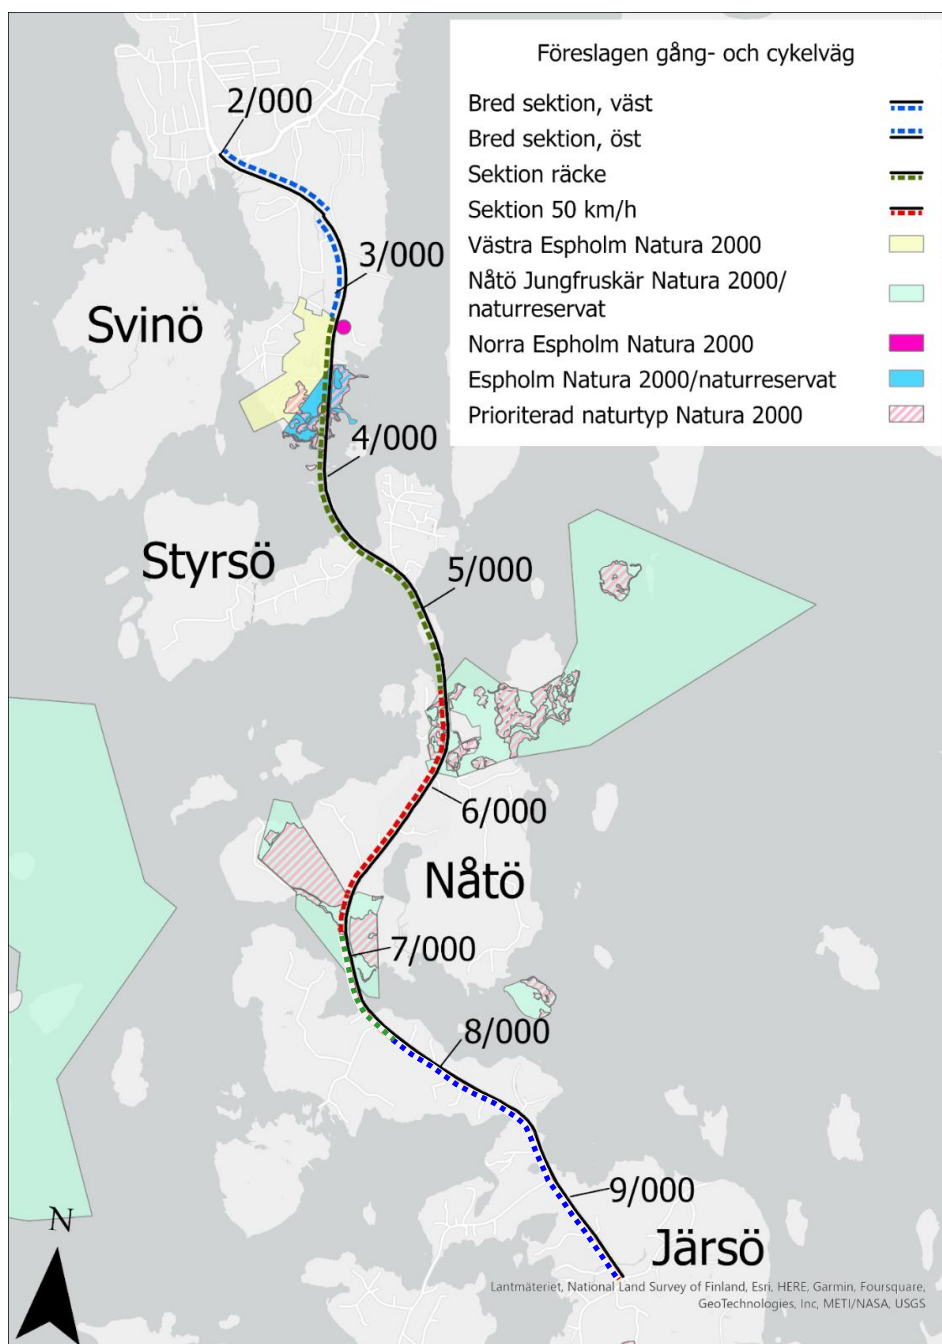 Föreslagen gång- och cykelväg
Bred sektion, väst
Bred sektion, öst
Sektion räcke
Sektion 50 km/h
Västra Espholm Natura 2000
Nåtö Jungfruskär Natura 2000/
naturreservat
Norra Espholm Natura 2000
Espholm Natura 2000/naturreservat
Prioriterad naturtyp Natura 2000
2/000
3/000
Svinö
4/000
Styrsö
5/000
6/000
Nåtö
7/000
8/000
9/000
N
Järsö
Lantmäteriet, National Land Survey of Finland, Esri, HERE, Garmin, Foursquare,
GeoTechnologies, Inc, METI/NASA, USGS